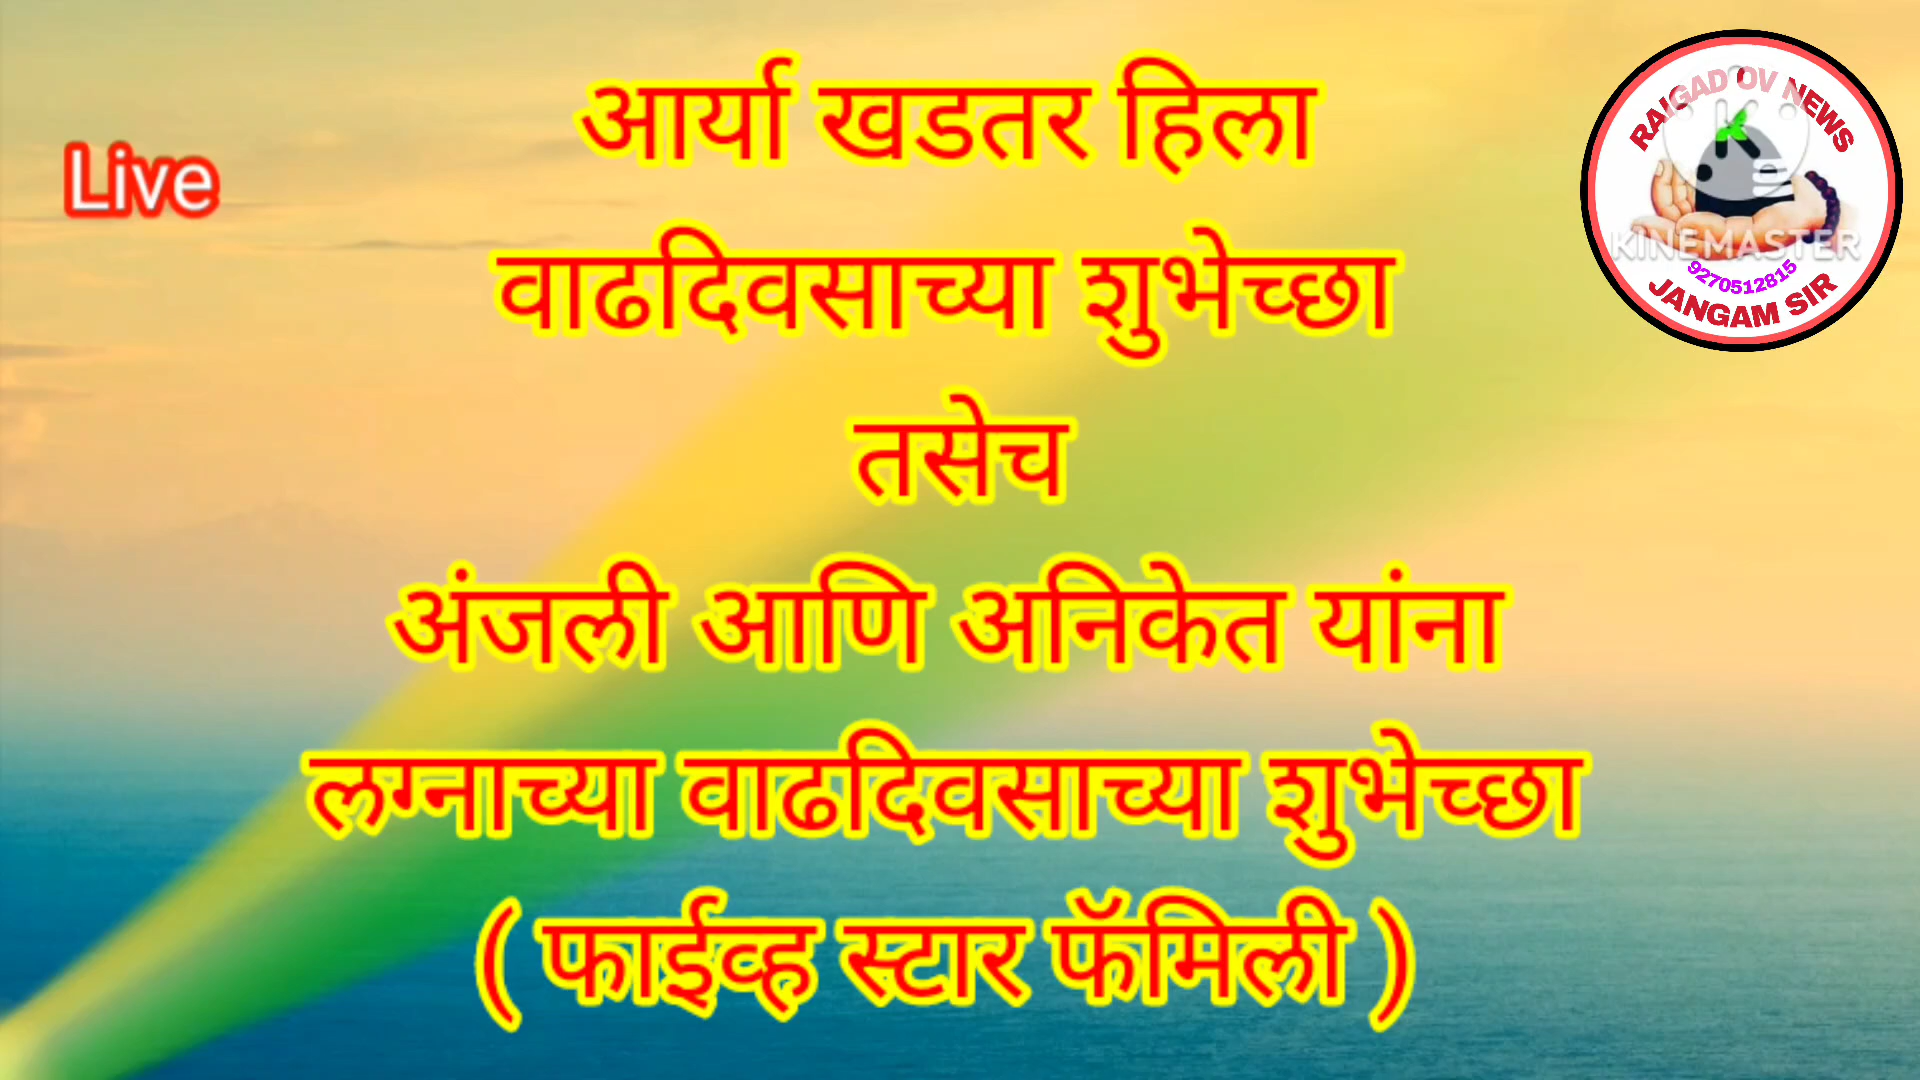 आर्या खडतर हिला
Live
वाढदिवसाच्या शुभेच्छा
तसेच
अंजली आणि अनिकेत यांना
लग्नाच्या वाढदिवसाच्या शुभेच्छा
( फाईव्ह स्टार फॅमिली )
RAIGAD OV NEWS
KINEMASTER
9270512815
JANGAM SIR